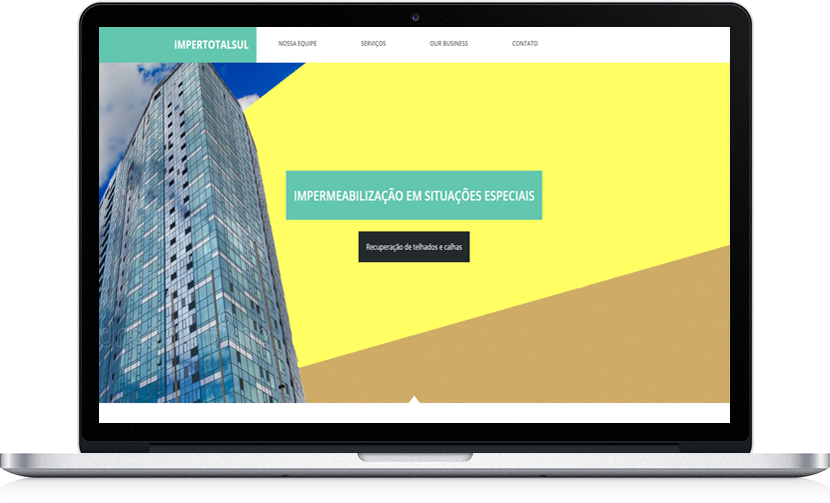 IMPERTOTALSUL
NOSSA EQUIPE SERVIÇOS OUR BUSINESS CONTATO
IMPERMEABILIZAÇÃO EM SITUAÇÕES ESPECIAIS
Recuperação de telhados e calhas